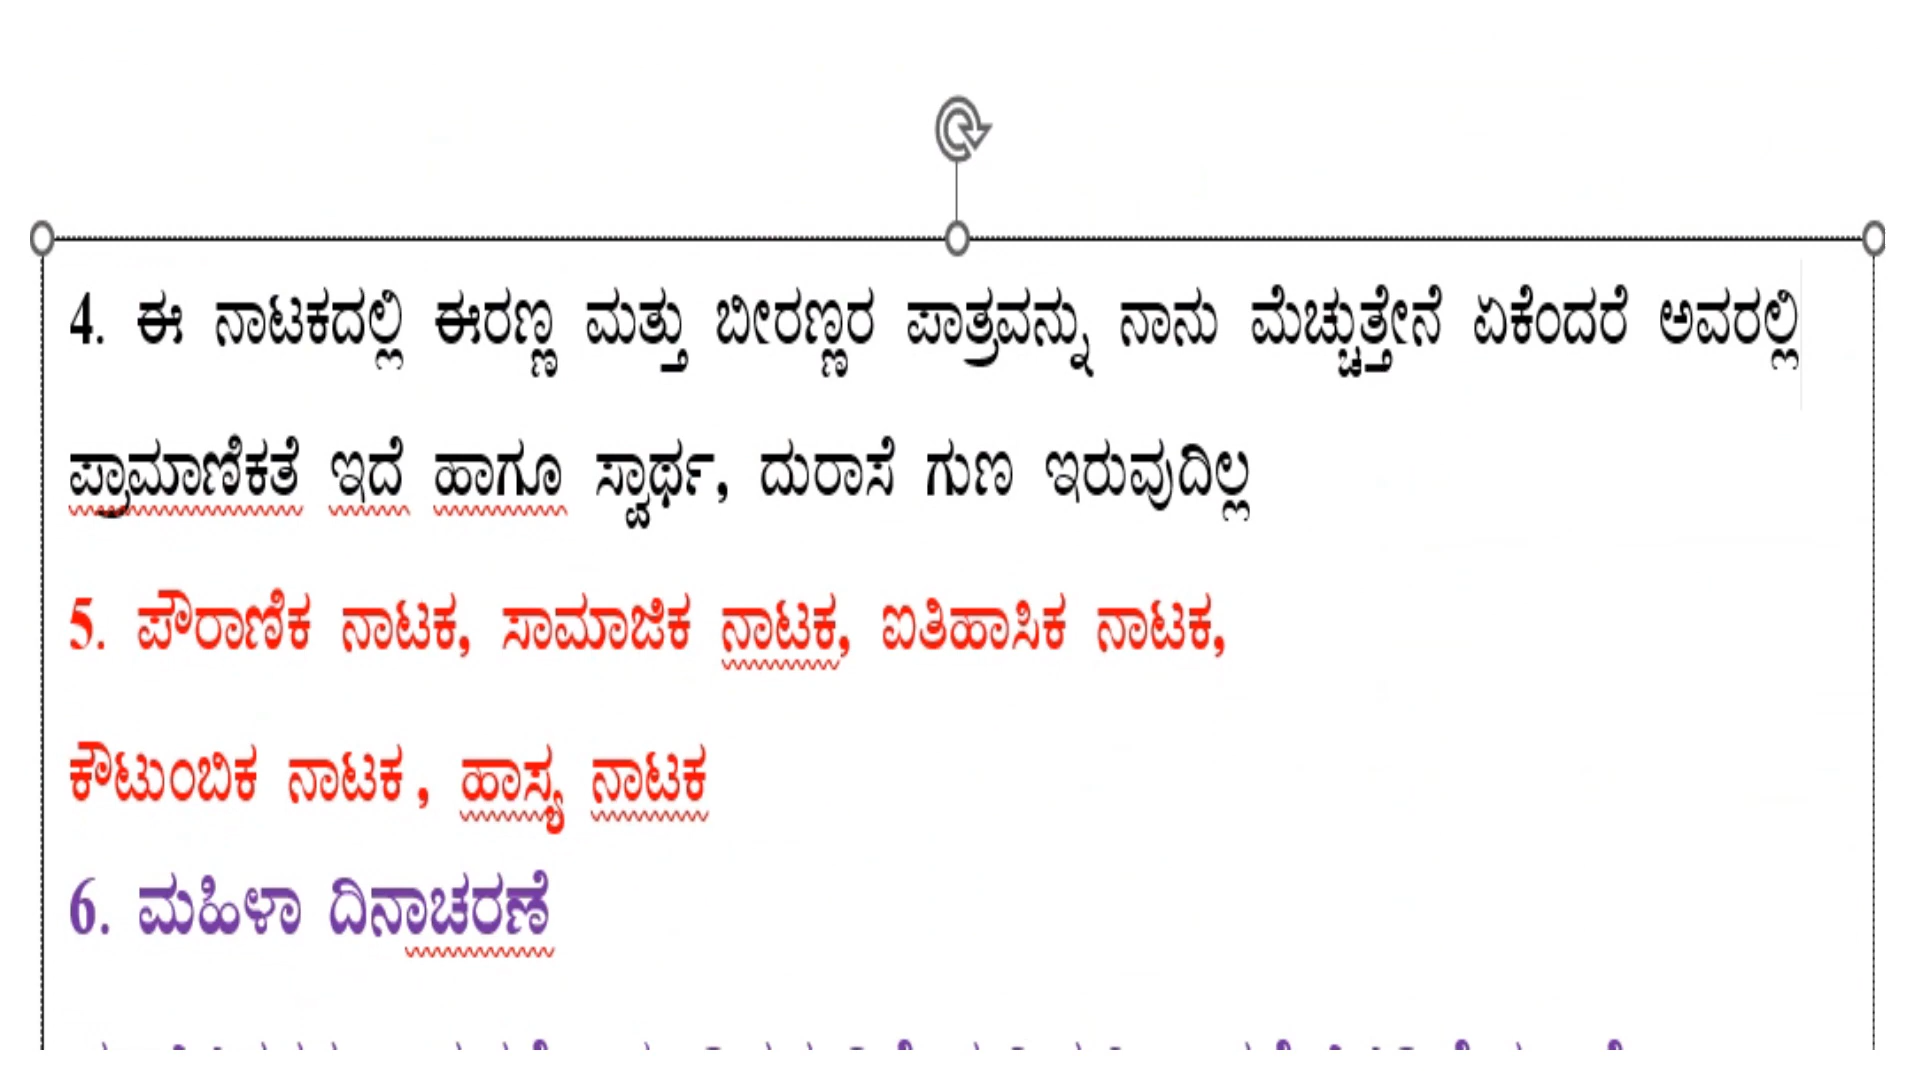 4. ಈ ನಾಟಕದಲ್ಲಿ ಈರಣ್ಣ ಮತ್ತು ಬೀರಣ್ಣರ ಪಾತ್ರವನ್ನು ನಾನು ಮೆಚ್ಚುತ್ತೇನೆ ಏಕೆಂದರೆ ಅವರಲ್ಲಿ
ಪ್ರಾಮಾಣಿಕತೆ ಇದೆ ಹಾಗೂ ಸ್ವಾರ್ಥ, ದುರಾಸೆ ಗುಣ ಇರುವುದಿಲ್ಲ
5. ಪೌರಾಣಿಕ ನಾಟಕ, ಸಾಮಾಜಿಕ ನಾಟಕ, ಐತಿಹಾಸಿಕ ನಾಟಕ,
ಕೌಟುಂಬಿಕ ನಾಟಕ , ಹಾಸ್ಯ ನಾಟಕ
6. ಮಹಿಳಾ ದಿನಾಚರಣೆ